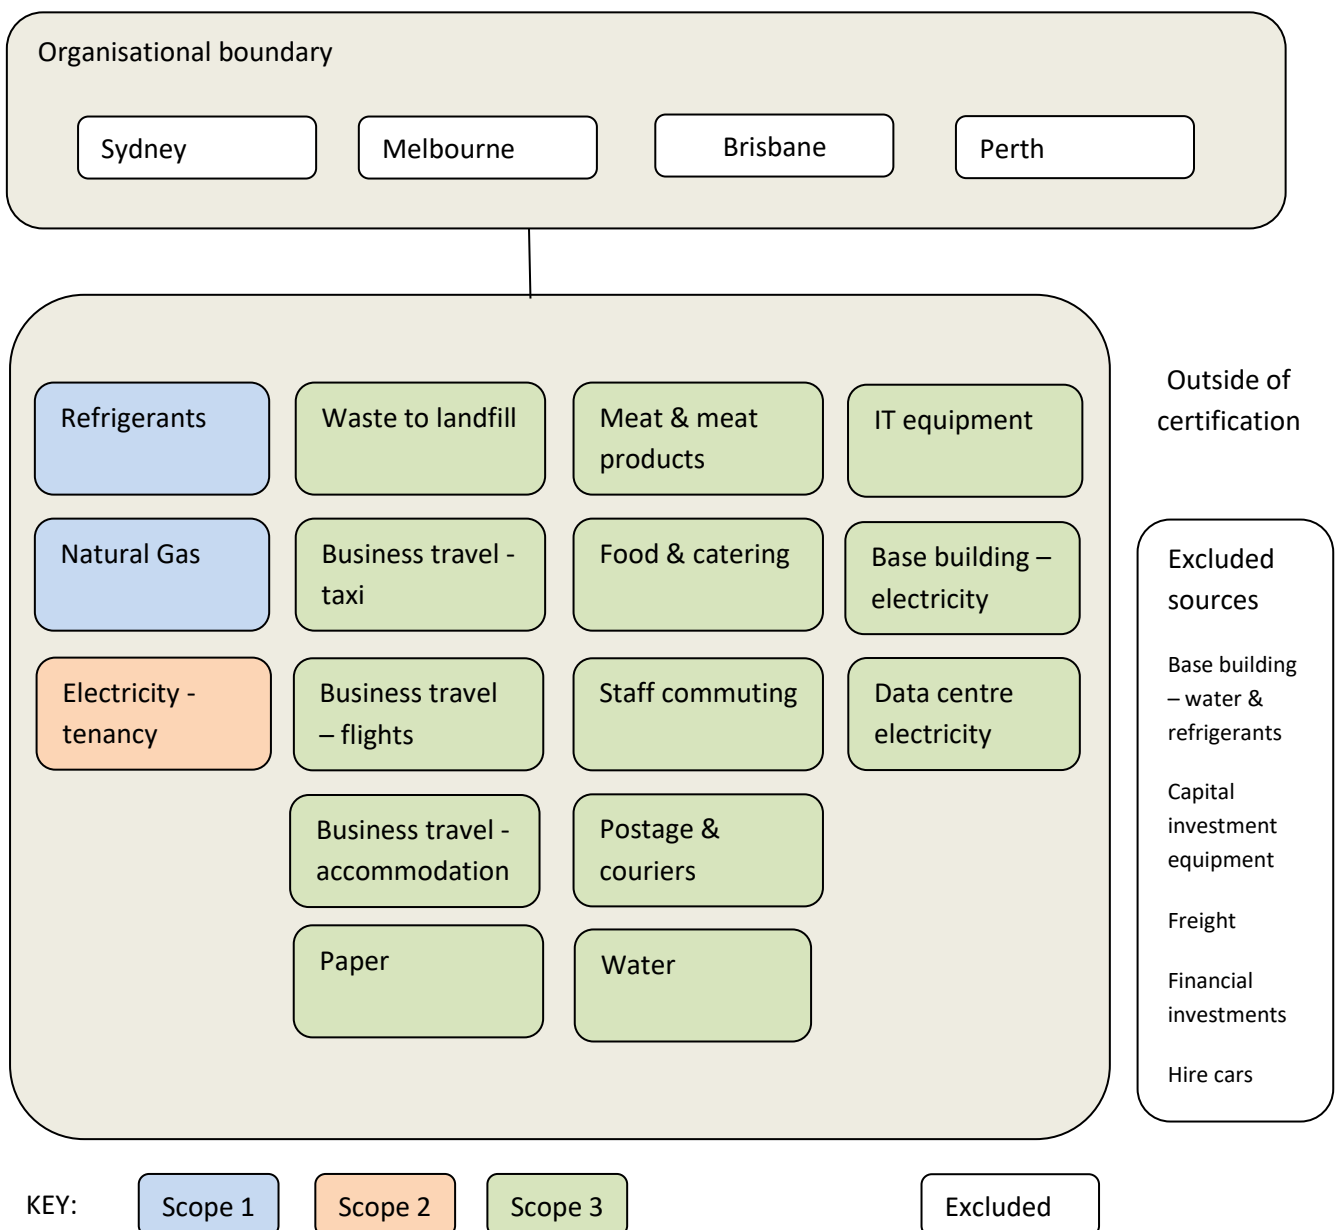 Organisational boundary
Sydney
Melbourne
Brisbane
Perth
Refrigerants
Waste to landfill
Meat & meat
products
IT equipment
Outside of
certification
Natural Gas
Business travel -
taxi
Food & catering
Base building –
electricity
Electricity -
tenancy
Business travel
– flights
Staff commuting
Data centre
electricity
Business travel -
accommodation
Postage &
couriers
Paper
Water
Excluded
sources
Base building
– water &
refrigerants
Capital
investment
equipment
Freight
Financial
investments
Hire cars
KEY:
Scope 1
Scope 2
Scope 3
Excluded